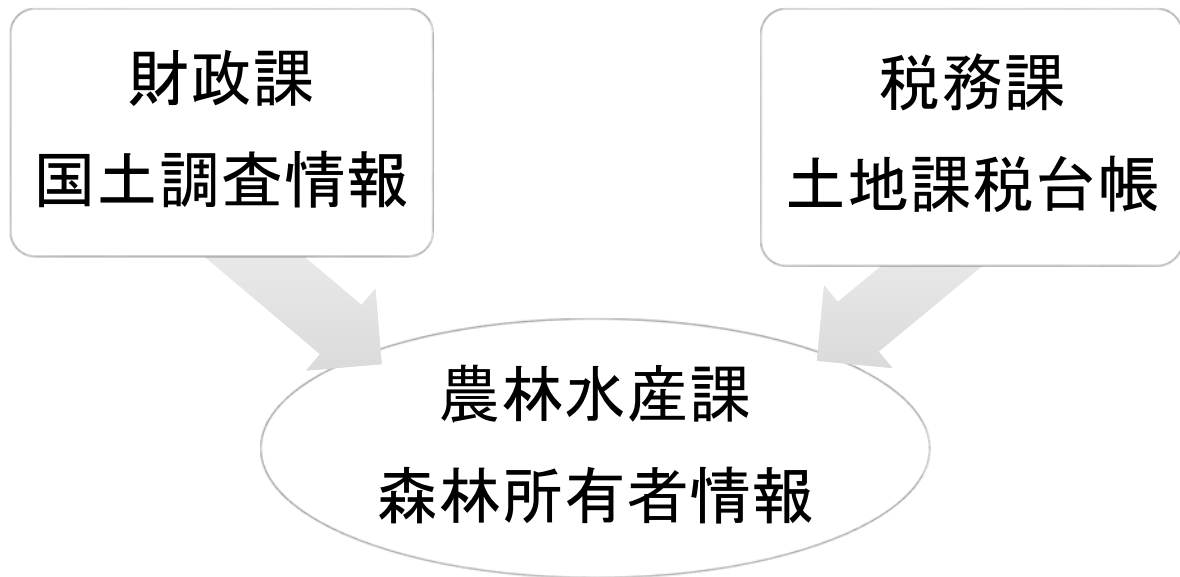 財政課
国土調査情報
税務課
土地課税台帳
農林水産課
森林所有者情報